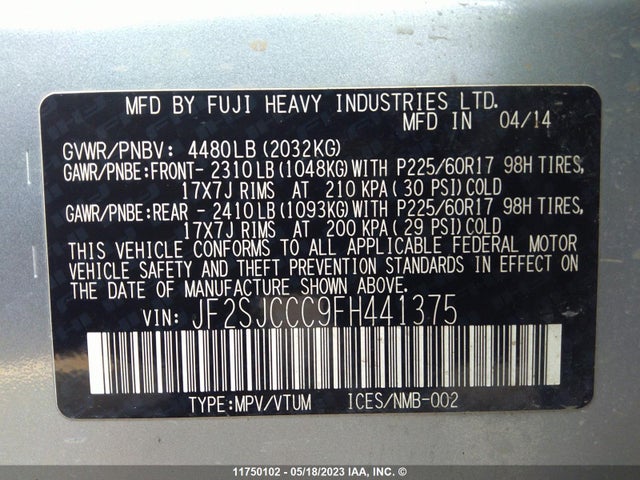 MFD BY FUJI HEAVY INDUSTRIES LTD.
MFD IN 04/14
GVWR/PNBV: 4480LB(2032KG)
GAWR/PNBE:FRONT- 2310LB(1048KG)WITH P225/60R17 98H TIRES,
17X7J RIMS AT 210 KPA(30 PSI)COLD
GAWR/PNBE:REAR - 2410LB(1093KG)WITH P225/60R17 98H TIRES,
17X7J RIMS AT 200 KPA(29 PSI)COLD
THIS VEHICLE CONFORMS TO ALL APPLICABLE FEDERAL MOTOR
VEHICLE SAFETY AND THEFT PREVENTION STANDARDS IN EFFECT ON
THE DATE OF MANUFACTURE SHOWN ABOVE.
VIN: JF2SJCCC9FH441375
TYPE:MPV/VTUM ICES/NMB-002
11750102 - 05/18/2023 IAA, INC. ©